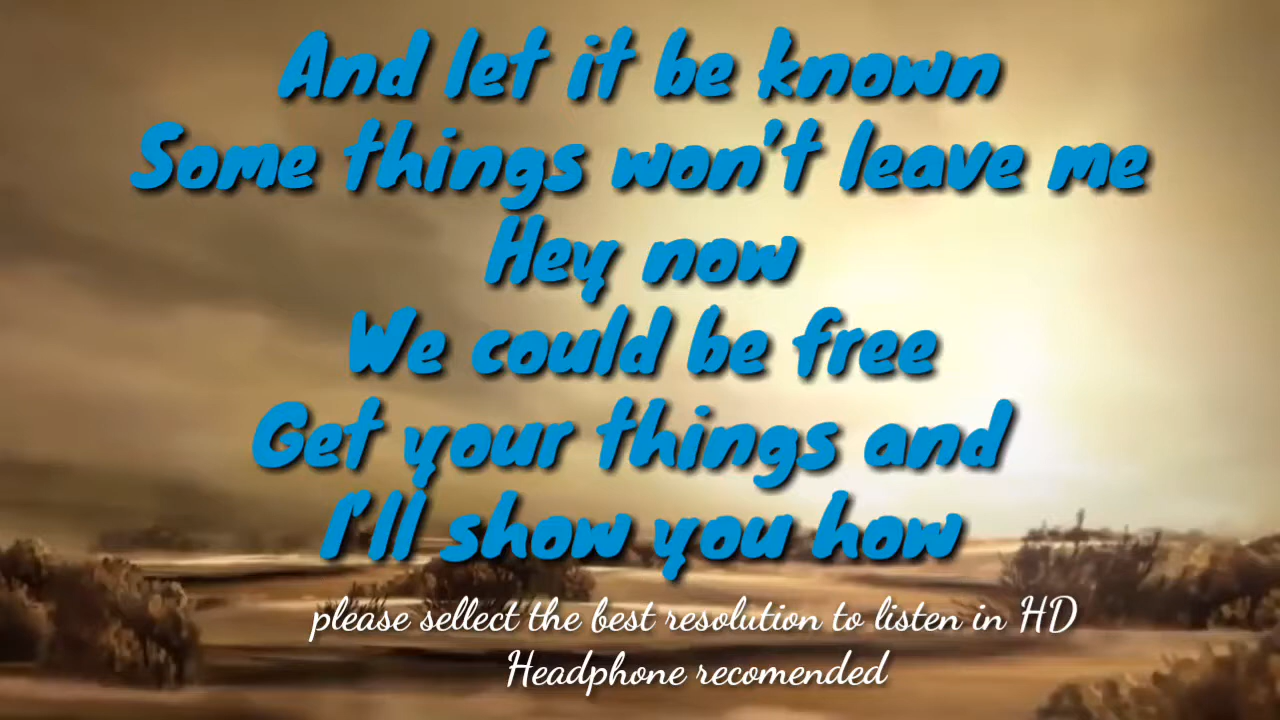 And let it be known
Some things won't leave me
Hey now
We could be free
Get your things and
I'll show you how
please sellect the best resolution to listen in HD
Headphone recomended